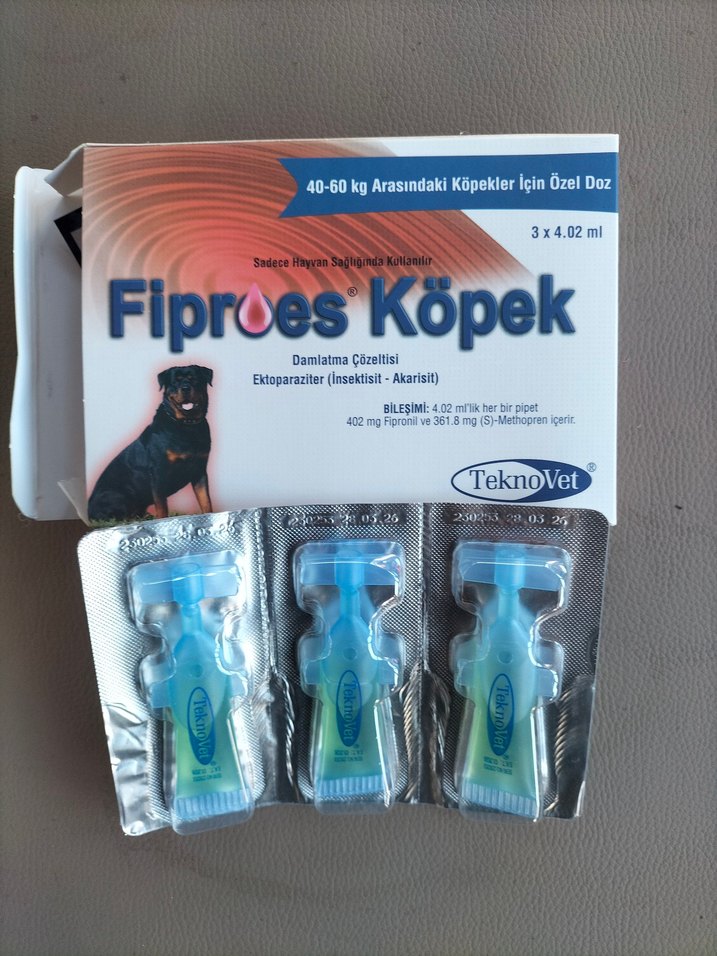 40-60 kg Arasındaki Köpekler İçin Özel Doz
3 x 4.02 ml
Sadece Hayvan Sağlığında Kullanılır
Fiproes® Köpek
Damlatma Çözeltisi
Ektoparaziter (İnsektisit - Akarisit)
BİLEŞİMİ: 4.02 ml'lik her bir pipet
402 mg Fipronil ve 361.8 mg (S)-Methopren içerir.
TeknoVet®
TeknoVet
TeknoVet
TeknoVet